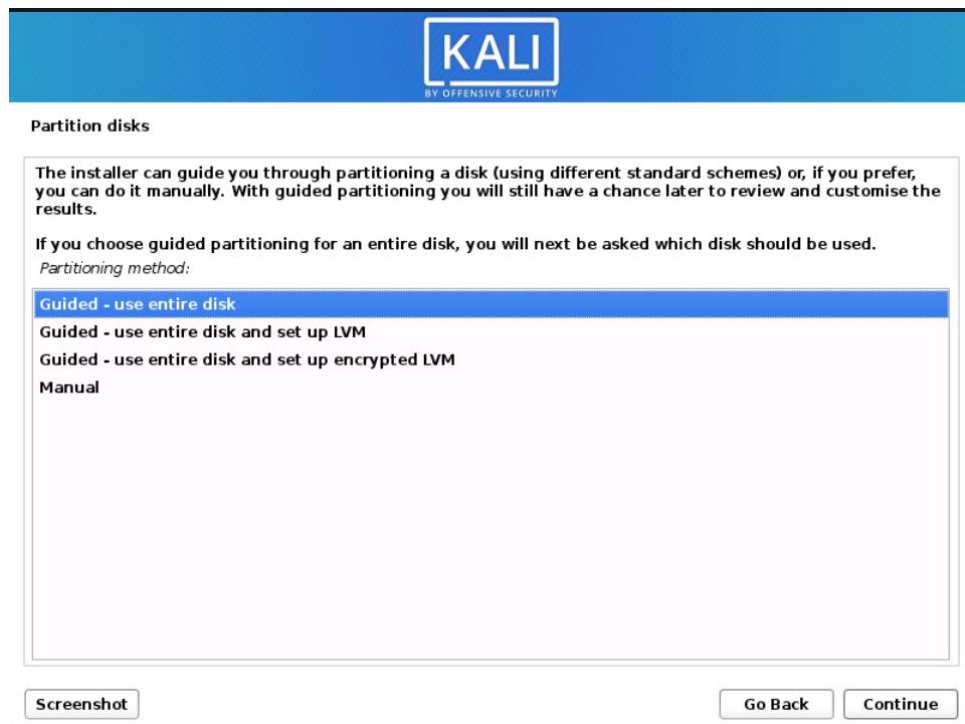 KALI
BY OFFENSIVE SECURITY
Partition disks
The installer can guide you through partitioning a disk (using different standard schemes) or, if you prefer,
you can do it manually. With guided partitioning you will still have a chance later to review and customise the
results.
If you choose guided partitioning for an entire disk, you will next be asked which disk should be used.
Partitioning method:
Guided - use entire disk
Guided - use entire disk and set up LVM
Guided - use entire disk and set up encrypted LVM
Manual
Screenshot
Go Back
Continue